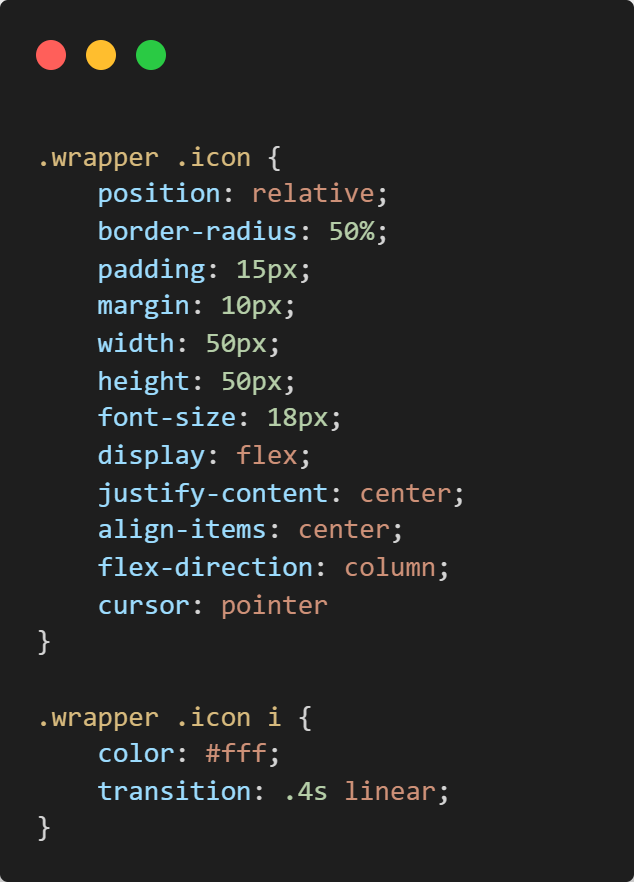 .wrapper .icon {
    position: relative;
    border-radius: 50%;
    padding: 15px;
    margin: 10px;
    width: 50px;
    height: 50px;
    font-size: 18px;
    display: flex;
    justify-content: center;
    align-items: center;
    flex-direction: column;
    cursor: pointer
}

.wrapper .icon i {
    color: #fff;
    transition: .4s linear;
}